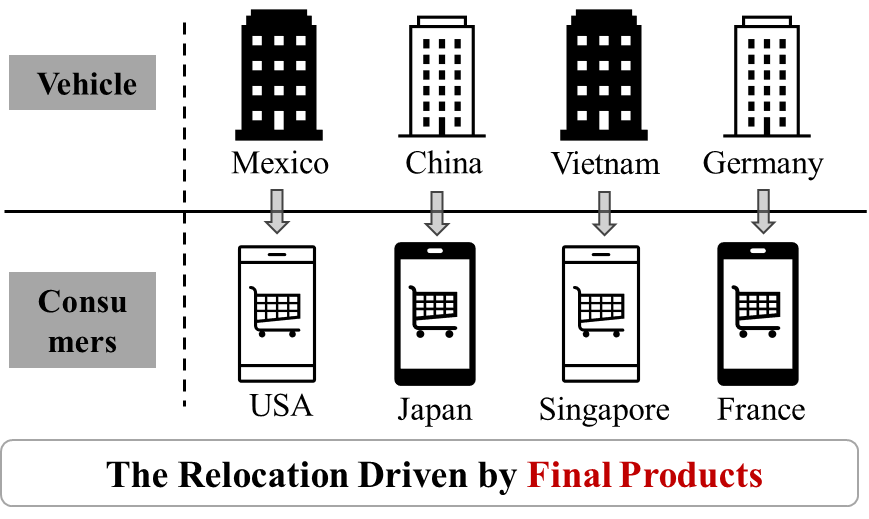 Vehicle
Mexico
China
Vietnam
Germany
Consu
mers
USA
Japan
Singapore
France
The Relocation Driven by Final Products